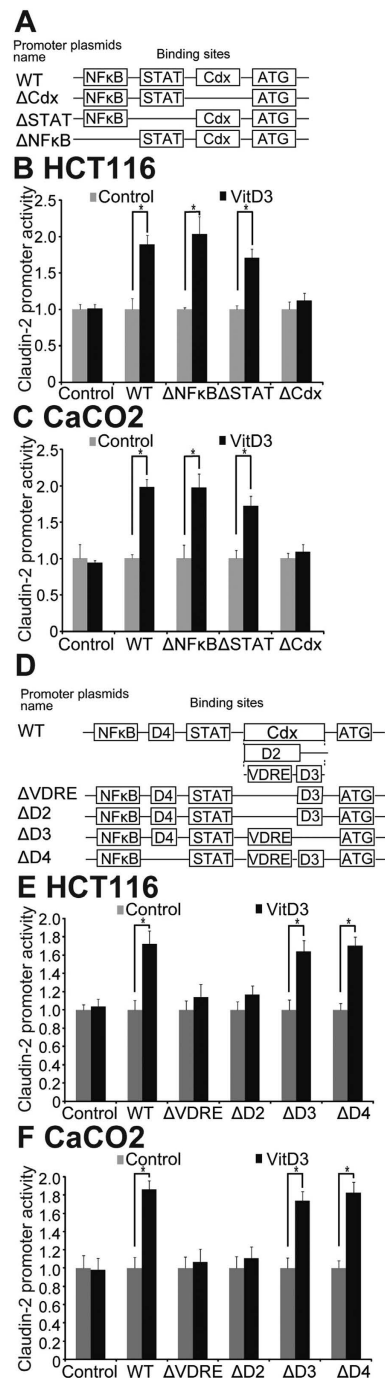 A
Promoter plasmids name Binding sites
WT NFκB STAT Cdx ATG
ΔCdx NFκB STAT ATG
ΔSTAT NFκB Cdx ATG
ΔNFκB STAT Cdx ATG
B HCT116
Control VitD3
Claudin-2 promoter activity
2.5
2.0
1.5
1.0
0.5
0
* * *
Control WT ΔNFκB ΔSTAT ΔCdx
C CaCO2
Control VitD3
Claudin-2 promoter activity
2.5
2.0
1.5
1.0
0.5
0
* * *
Control WT ΔNFκB ΔSTAT ΔCdx
D
Promoter plasmids name Binding sites
WT NFκB D4 STAT Cdx ATG
D2
VDRE D3
ΔVDRE NFκB D4 STAT D3 ATG
ΔD2 NFκB D4 STAT D3 ATG
ΔD3 NFκB D4 STAT VDRE ATG
ΔD4 NFκB STAT VDRE D3 ATG
E HCT116
Control VitD3
Claudin-2 promoter activity
2.0
1.8
1.6
1.4
1.2
1.0
0.8
0.6
0.4
0.2
0
* * *
Control WT ΔVDRE ΔD2 ΔD3 ΔD4
F CaCO2
Control VitD3
Claudin-2 promoter activity
2.0
1.8
1.6
1.4
1.2
1.0
0.8
0.6
0.4
0.2
0
* * *
Control WT ΔVDRE ΔD2 ΔD3 ΔD4